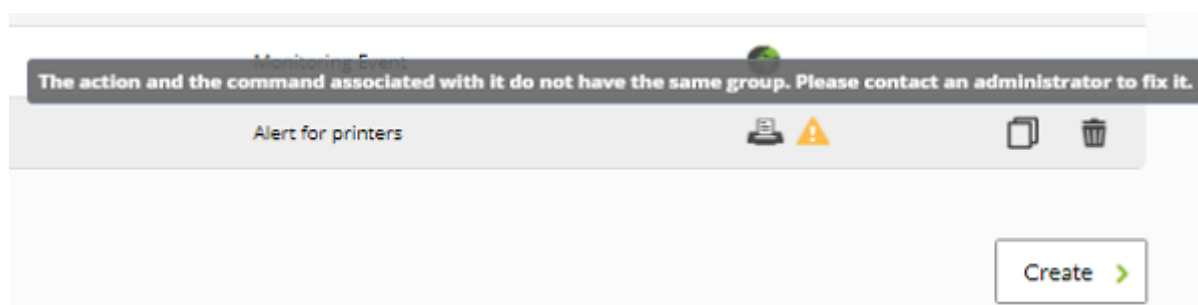 Monitoring Event
The action and the command associated with it do not have the same group. Please contact an administrator to fix it.
Alert for printers
Create